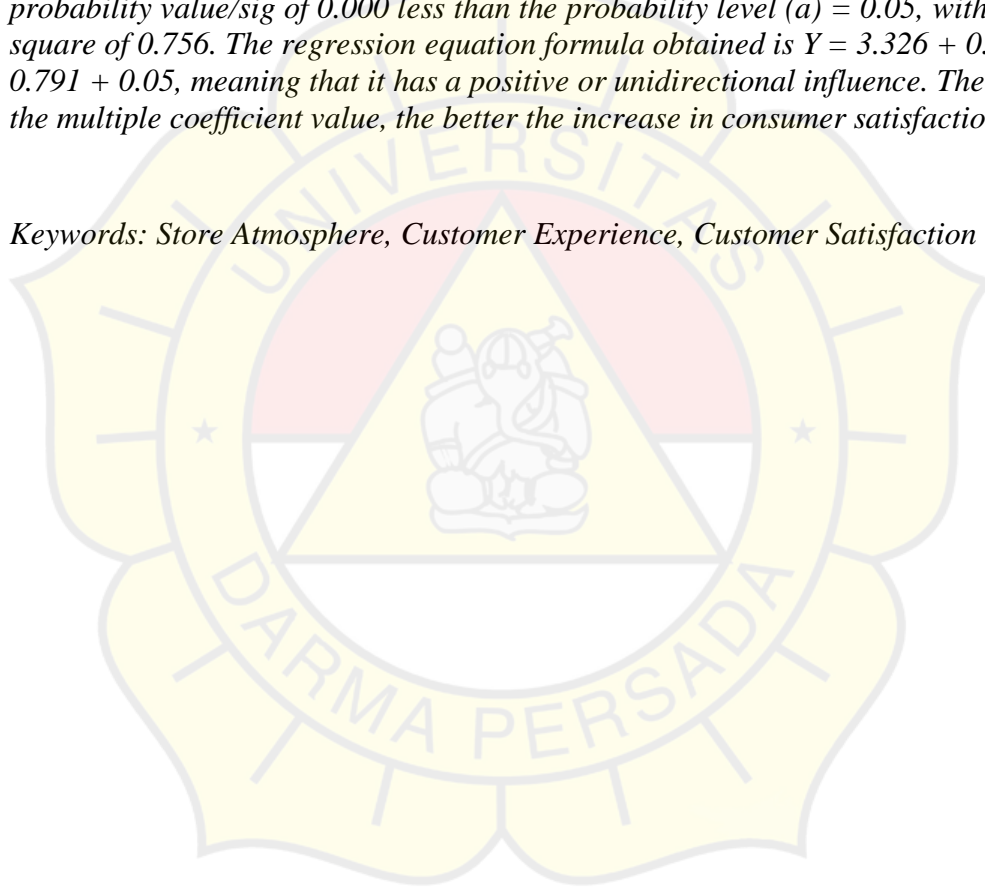 probability value/sig of 0.000 less than the probability level (a) = 0.05, with
square of 0.756. The regression equation formula obtained is Y = 3.326 + 0.
0.791 + 0.05, meaning that it has a positive or unidirectional influence. The
the multiple coefficient value, the better the increase in consumer satisfactio
Keywords: Store Atmosphere, Customer Experience, Customer Satisfaction
UNIVERSITAS
DARMA PERSADA